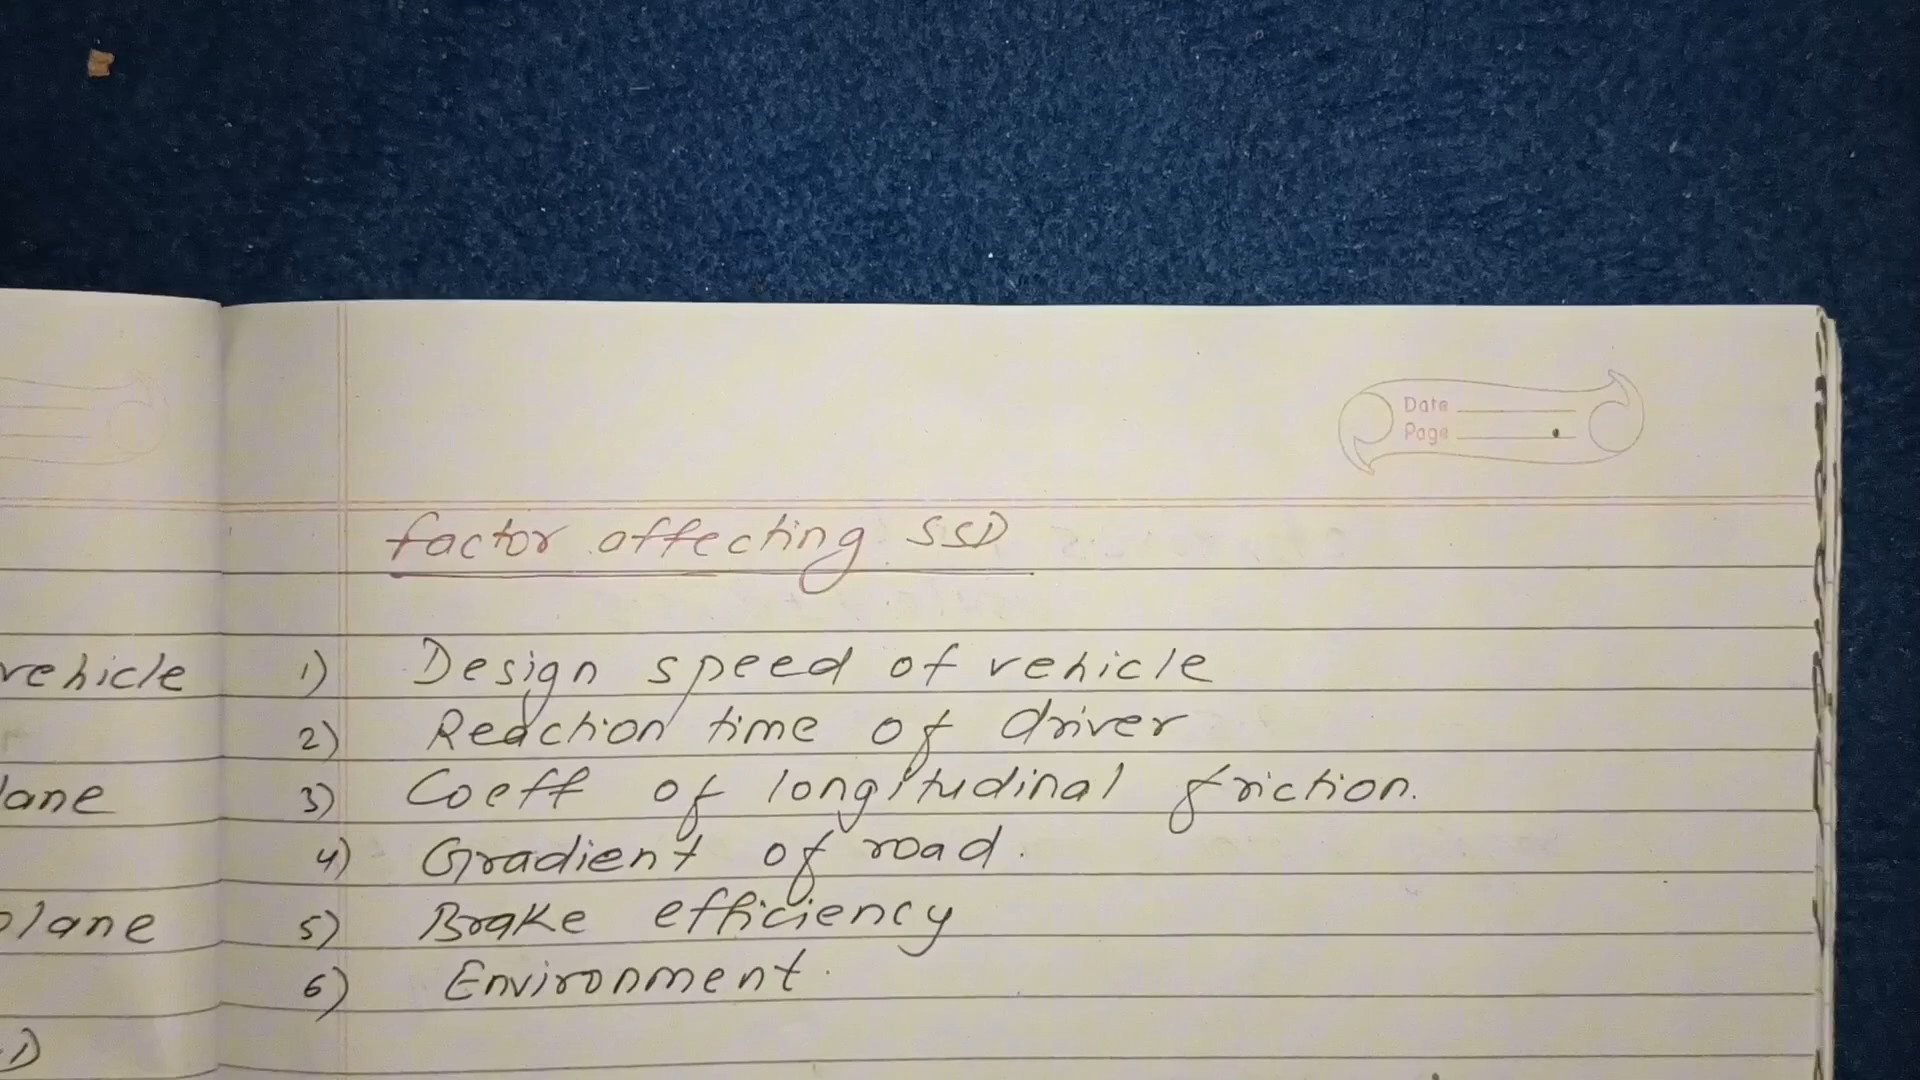 Date
Page
factor affecting SSD
vehicle
1) Design speed of vehicle
2) Reaction time of driver
lane
3) Coeff of longitudinal friction.
4) Gradient of road.
plane
5) Brake efficiency
6) Environment.
D